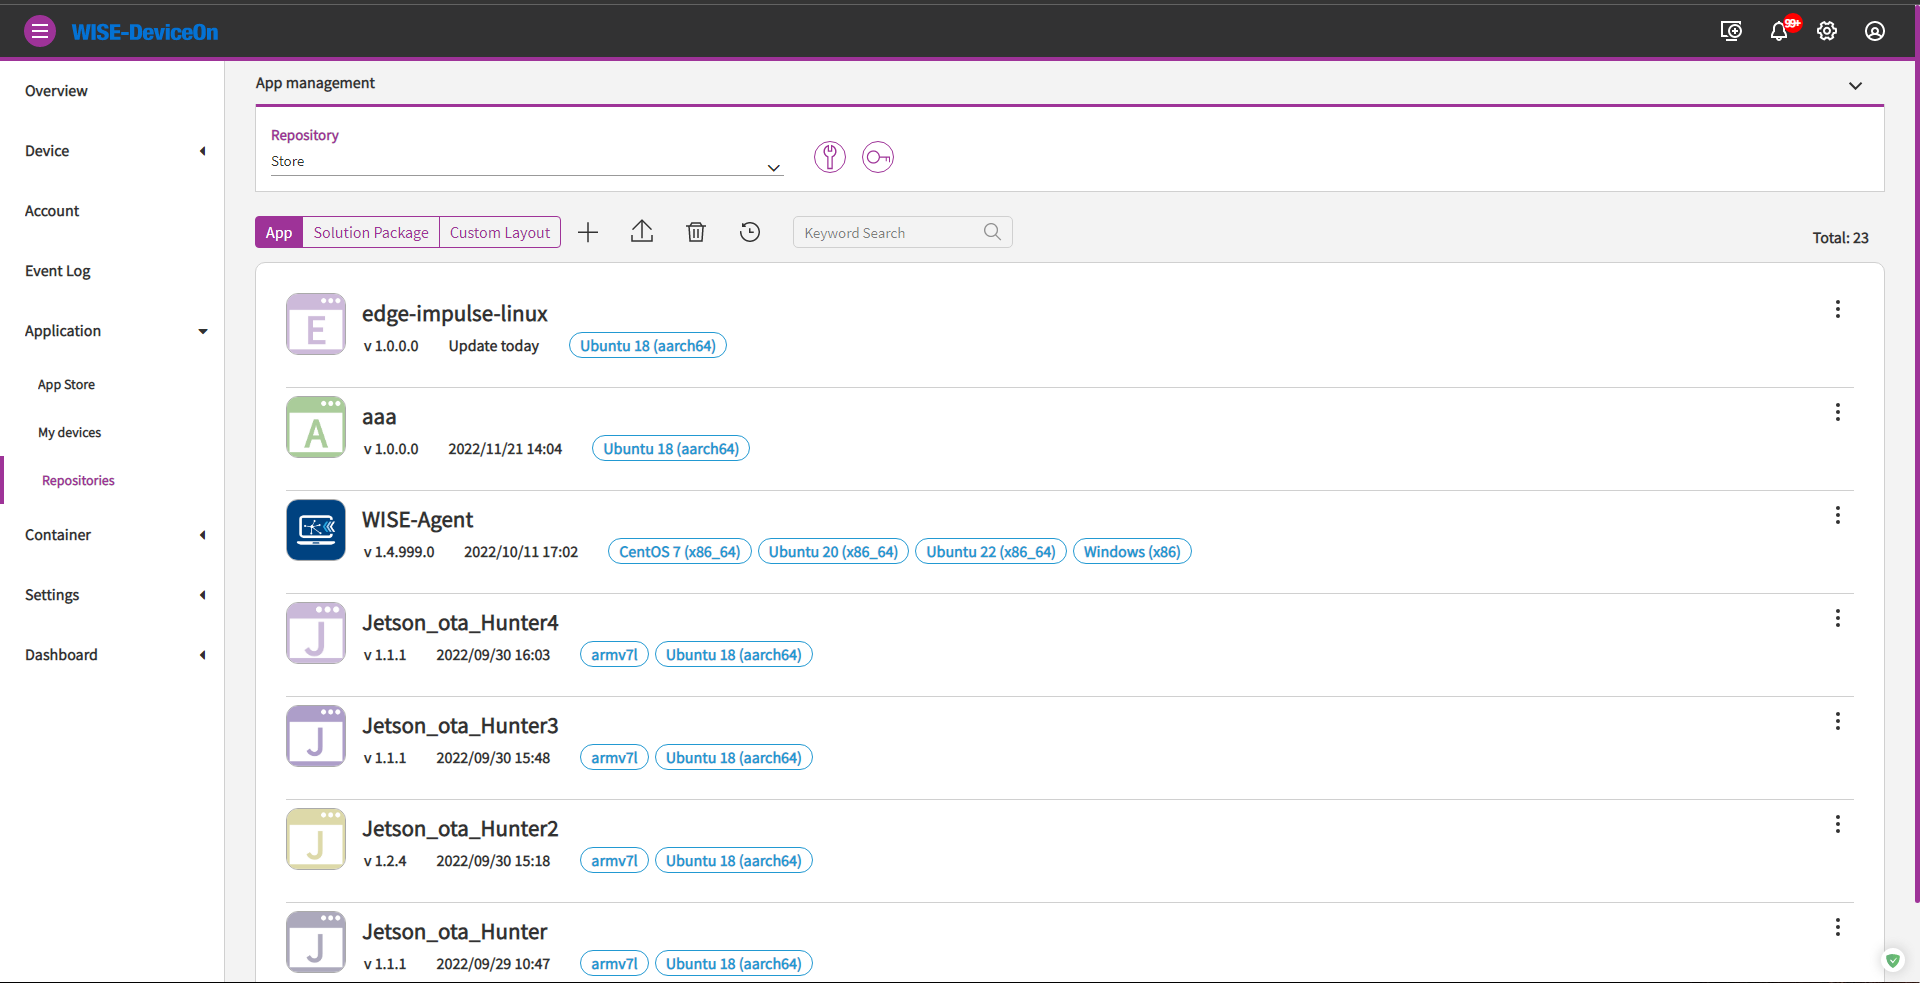 WISE-DeviceOn
99+
Overview
Device
Account
Event Log
Application
App Store
My devices
Repositories
Container
Settings
Dashboard
App management
Repository
Store
App Solution Package Custom Layout
Keyword Search
Total: 23
E
edge-impulse-linux
v 1.0.0.0 Update today Ubuntu 18 (aarch64)
A
aaa
v 1.0.0.0 2022/11/21 14:04 Ubuntu 18 (aarch64)
WISE-Agent
v 1.4.999.0 2022/10/11 17:02 CentOS 7 (x86_64) Ubuntu 20 (x86_64) Ubuntu 22 (x86_64) Windows (x86)
J
Jetson_ota_Hunter4
v 1.1.1 2022/09/30 16:03 armv7l Ubuntu 18 (aarch64)
J
Jetson_ota_Hunter3
v 1.1.1 2022/09/30 15:48 armv7l Ubuntu 18 (aarch64)
J
Jetson_ota_Hunter2
v 1.2.4 2022/09/30 15:18 armv7l Ubuntu 18 (aarch64)
J
Jetson_ota_Hunter
v 1.1.1 2022/09/29 10:47 armv7l Ubuntu 18 (aarch64)